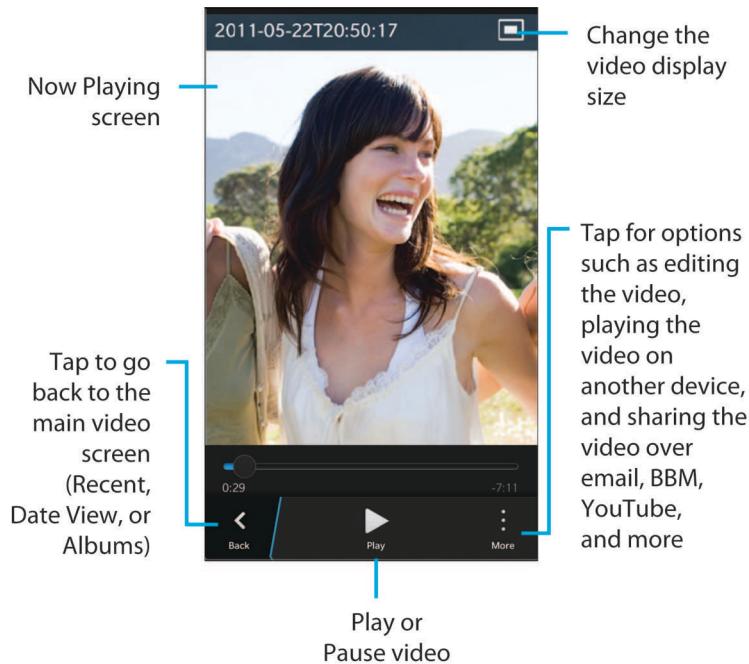 2011-05-22T20:50:17
Change the
video display
size
Now Playing
screen
Tap for options
such as editing
the video,
playing the
video on
another device,
and sharing the
video over
email, BBM,
YouTube,
and more
Tap to go
back to the
main video
screen
(Recent,
Date View, or
Albums)
0:29
-7:11
Back
Play
More
Play or
Pause video